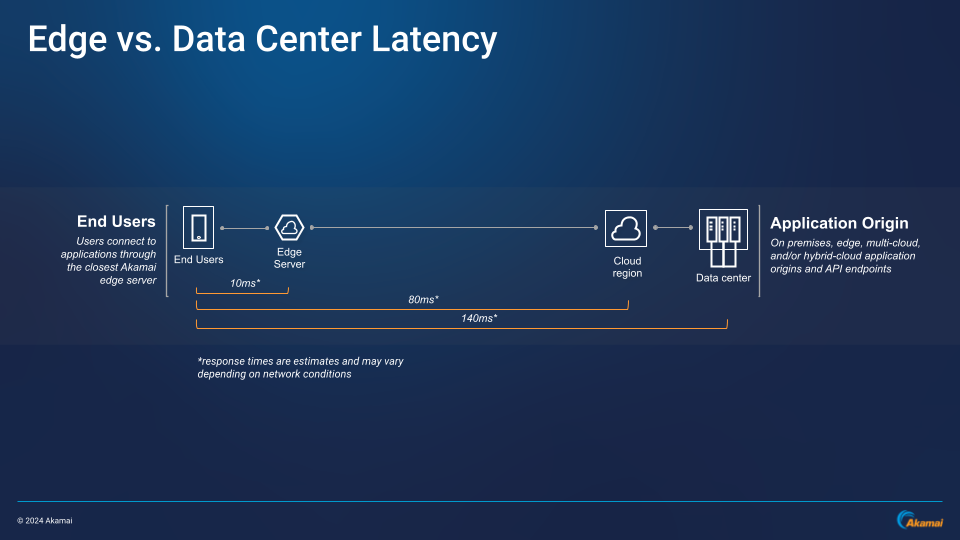 Edge vs. Data Center Latency
End Users
Users connect to
applications through
the closest Akamai
edge server
End Users
Edge
Server
Cloud
region
Data center
Application Origin
On premises, edge, multi-cloud,
and/or hybrid-cloud application
origins and API endpoints
10ms*
80ms*
140ms*
*response times are estimates and may vary
depending on network conditions
© 2024 Akamai
Akamai